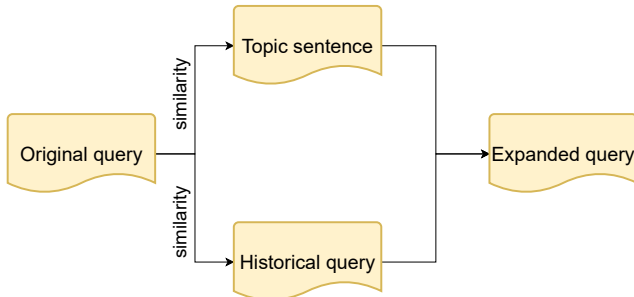 Topic sentence
similarity
Original query
Expanded query
similarity
Historical query